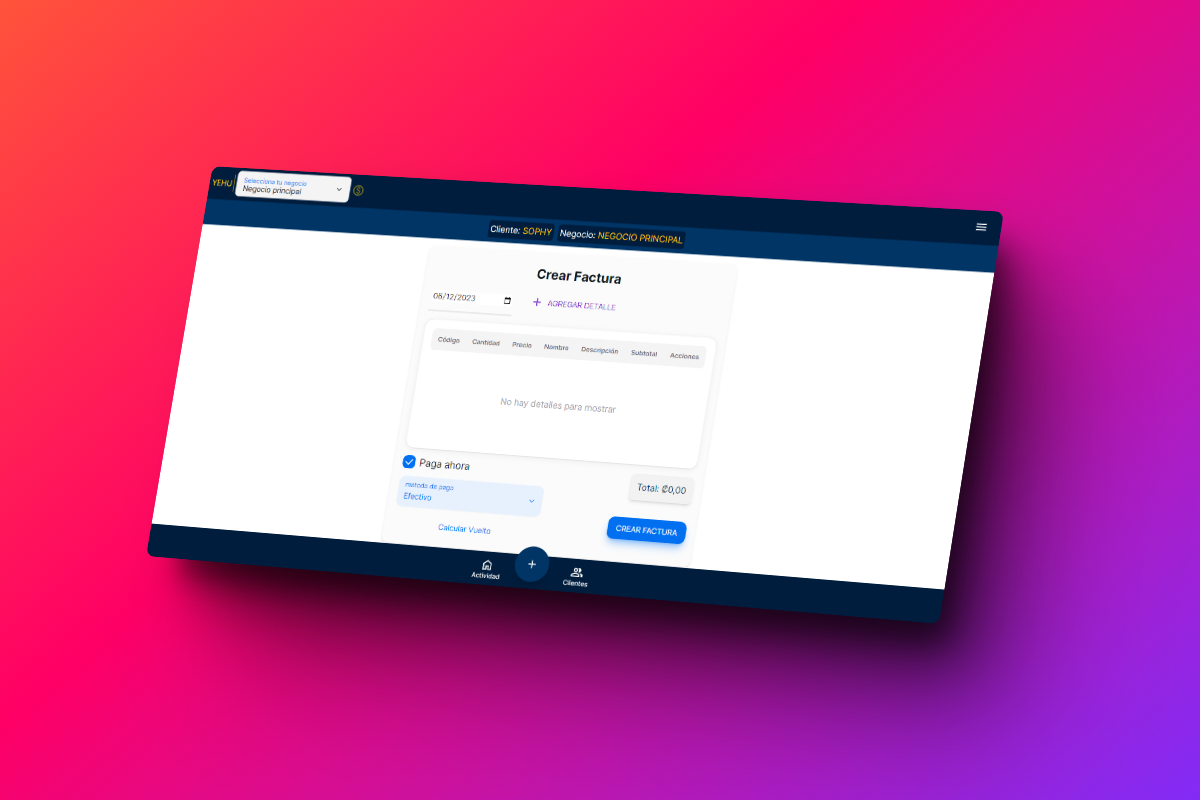 YEHU
Seleccione tu negocio
Negocio principal
Cliente: SOPHY Negocio: NEGOCIO PRINCIPAL
Crear Factura
06/12/2023 + AGREGAR DETALLE
Código Cantidad Precio Nombre Descripción Subtotal Acciones
No hay detalles para mostrar
Paga ahora
metodo de pago
Efectivo
Total: ₡0,00
Calcular Vuelto
CREAR FACTURA
Actividad + Clientes